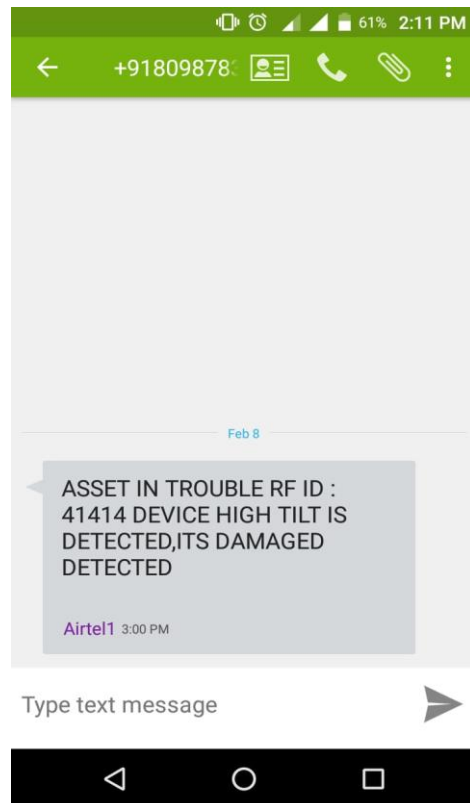 61% 2:11 PM
+918098783
Feb 8
ASSET IN TROUBLE RF ID :
41414 DEVICE HIGH TILT IS
DETECTED,ITS DAMAGED
DETECTED
Airtel1 3:00 PM
Type text message